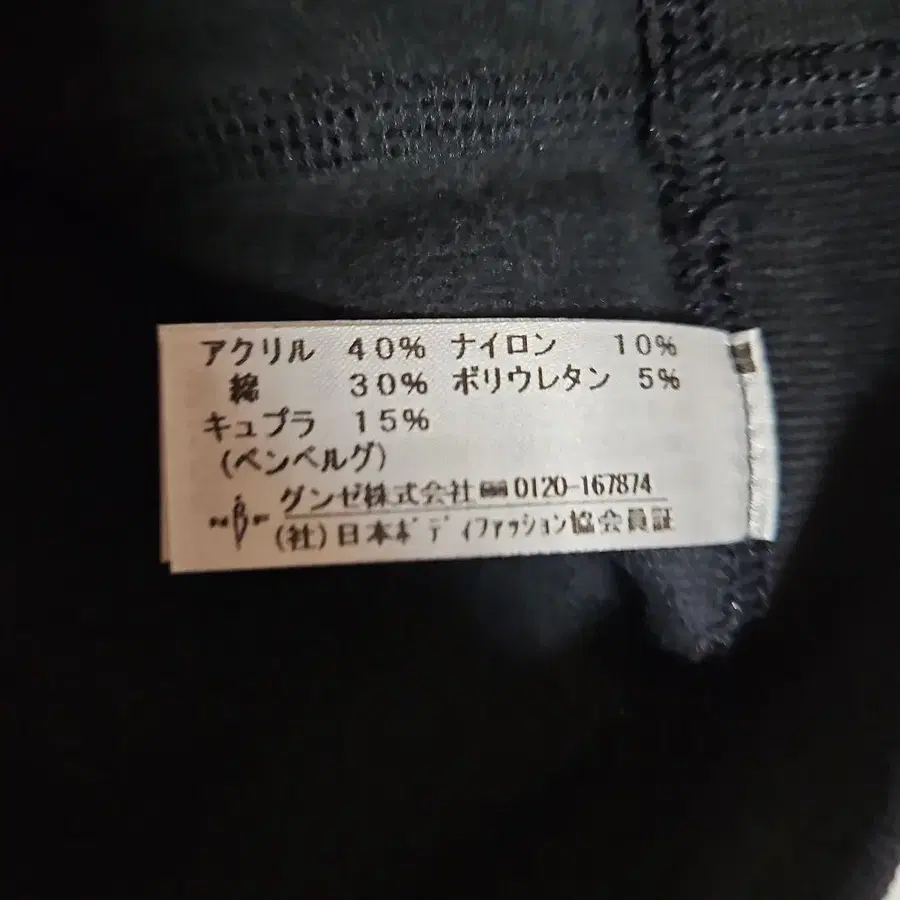 アクリル 40% ナイロン 10%
綿 30% ポリウレタン 5%
キュプラ 15%
(ベンベルグ)
グンゼ株式会社 0120-167874
(社)日本ボディファッション協会員証